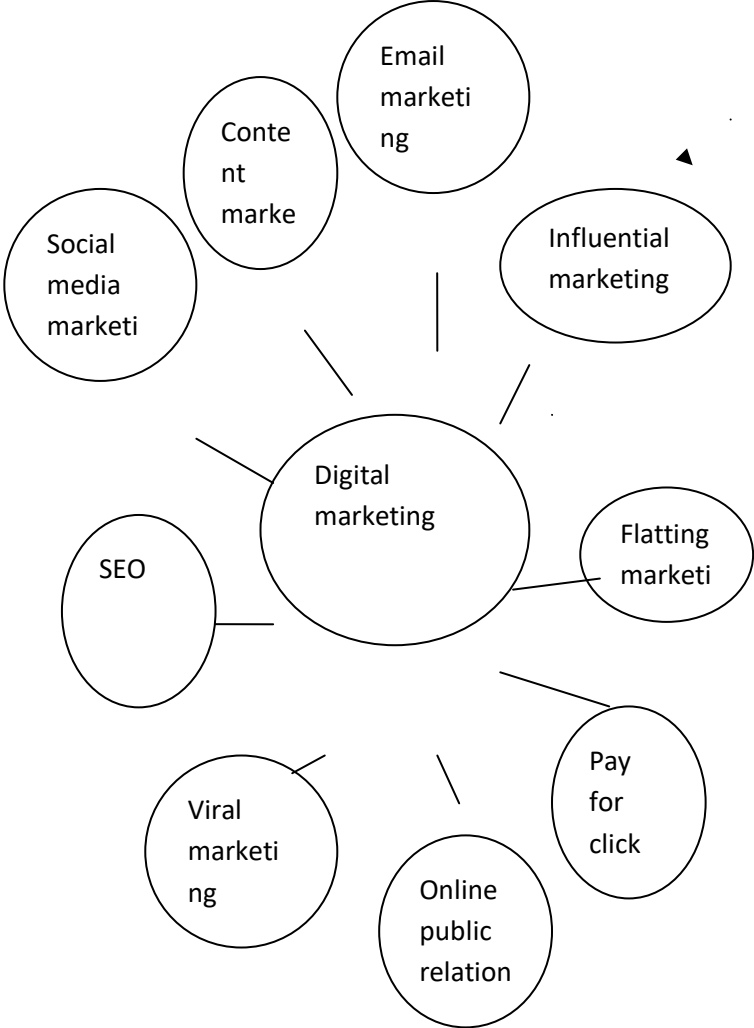 Email
marketi
ng
Conte
nt
marke
Social
media
marketi
Influential
marketing
Digital
marketing
Flatting
marketi
SEO
Pay
for
click
Viral
marketi
ng
Online
public
relation